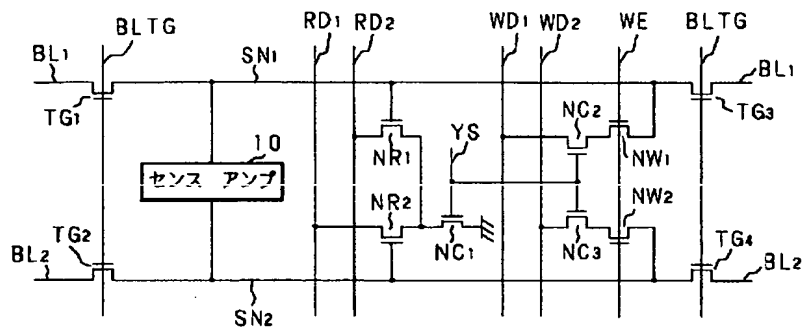 BLTG RD1 RD2 WD1 WD2 WE BLTG
BL1 SN1 BL1
TG1 NC2 TG3
10 YS NR1 NW1
センス アンプ
NR2 NW2
TG2 NC1 NC3 TG4
BL2 BL2
SN2